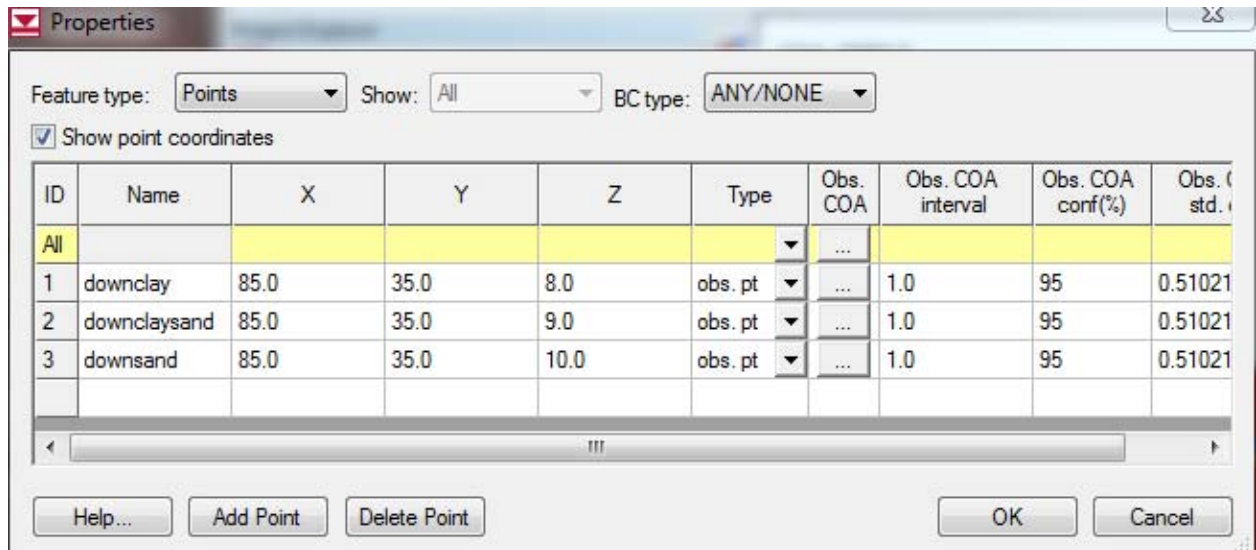 Properties
Feature type: Points Show: All BC type: ANY/NONE
Show point coordinates
ID Name X Y Z Type Obs. COA Obs. COA interval Obs. COA conf(%) Obs. std.
All ...
1 downclay 85.0 35.0 8.0 obs. pt ... 1.0 95 0.51021
2 downclaysand 85.0 35.0 9.0 obs. pt ... 1.0 95 0.51021
3 downsand 85.0 35.0 10.0 obs. pt ... 1.0 95 0.51021
Help... Add Point Delete Point OK Cancel